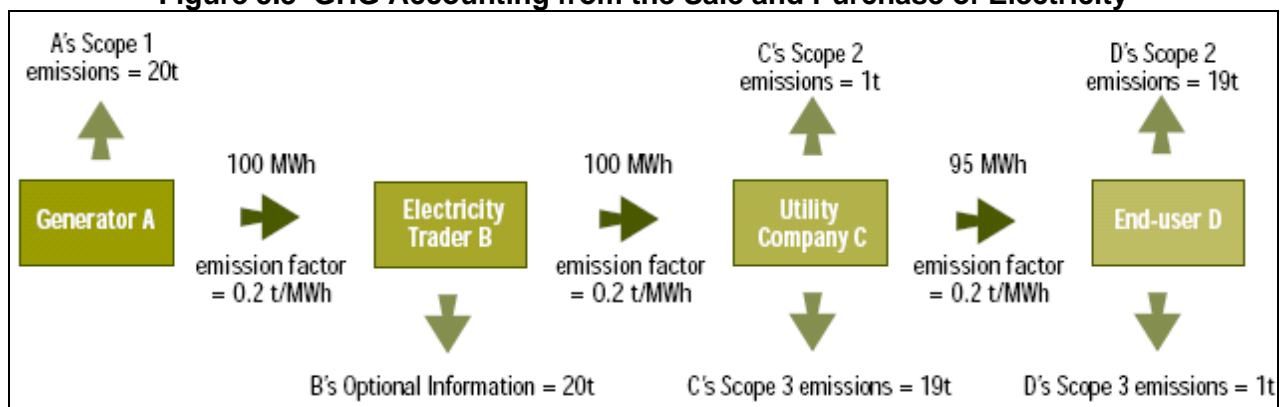 Figure 3.3 GHG Accounting from the Sale and Purchase of Electricity
A's Scope 1
emissions = 20t
C's Scope 2
emissions = 1t
D's Scope 2
emissions = 19t
100 MWh
100 MWh
95 MWh
Generator A
Electricity
Trader B
Utility
Company C
End-user D
emission factor
= 0.2 t/MWh
emission factor
= 0.2 t/MWh
emission factor
= 0.2 t/MWh
B's Optional Information = 20t
C's Scope 3 emissions = 19t
D's Scope 3 emissions = 1t